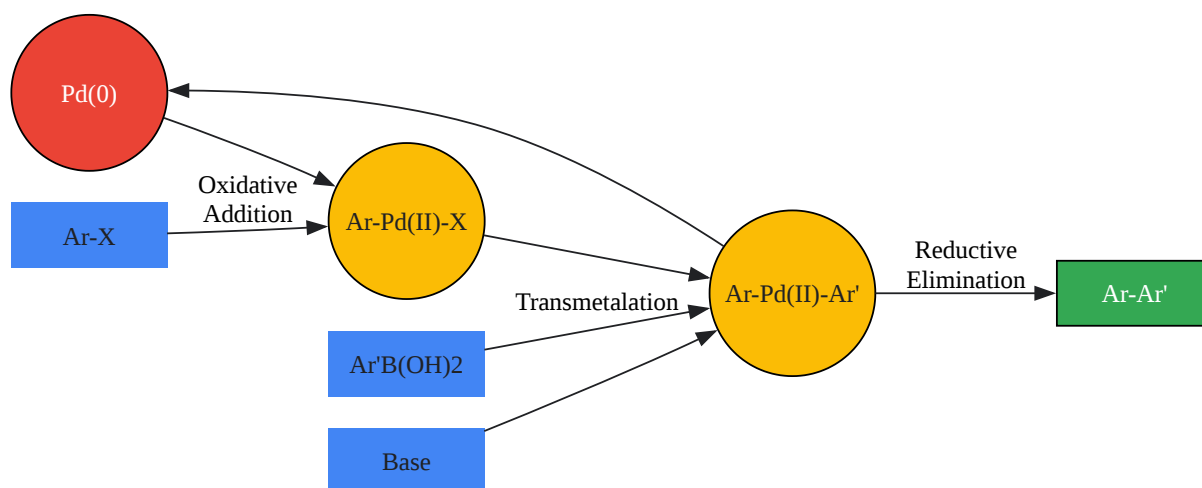 Pd(0)
Oxidative
Addition
Ar-X
Ar-Pd(II)-X
Transmetalation
Ar'B(OH)2
Base
Ar-Pd(II)-Ar'
Reductive
Elimination
Ar-Ar'